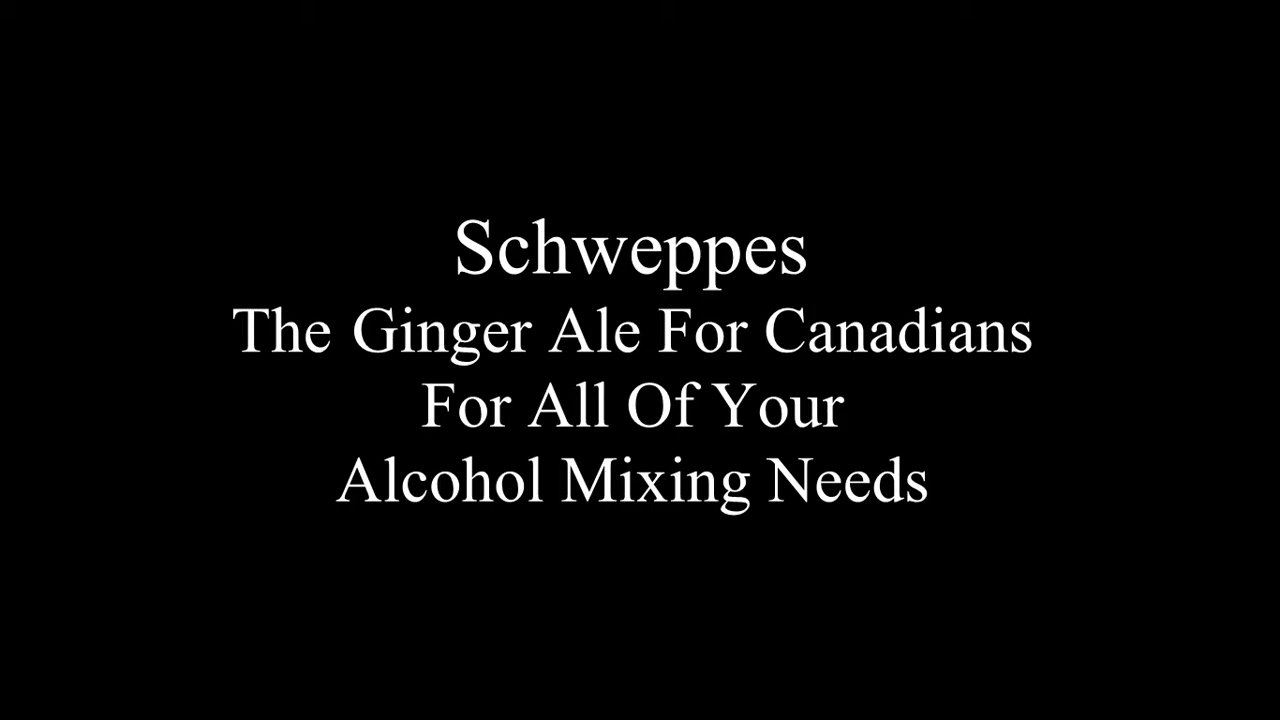 Schweppes
The Ginger Ale For Canadians
For All Of Your
Alcohol Mixing Needs